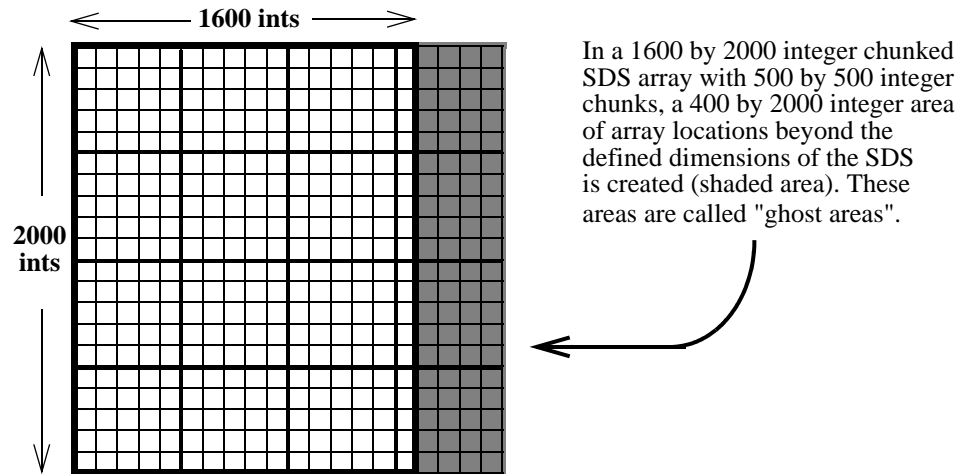 1600 ints
In a 1600 by 2000 integer chunked
SDS array with 500 by 500 integer
chunks, a 400 by 2000 integer area
of array locations beyond the
defined dimensions of the SDS
is created (shaded area). These
areas are called "ghost areas".
2000
ints